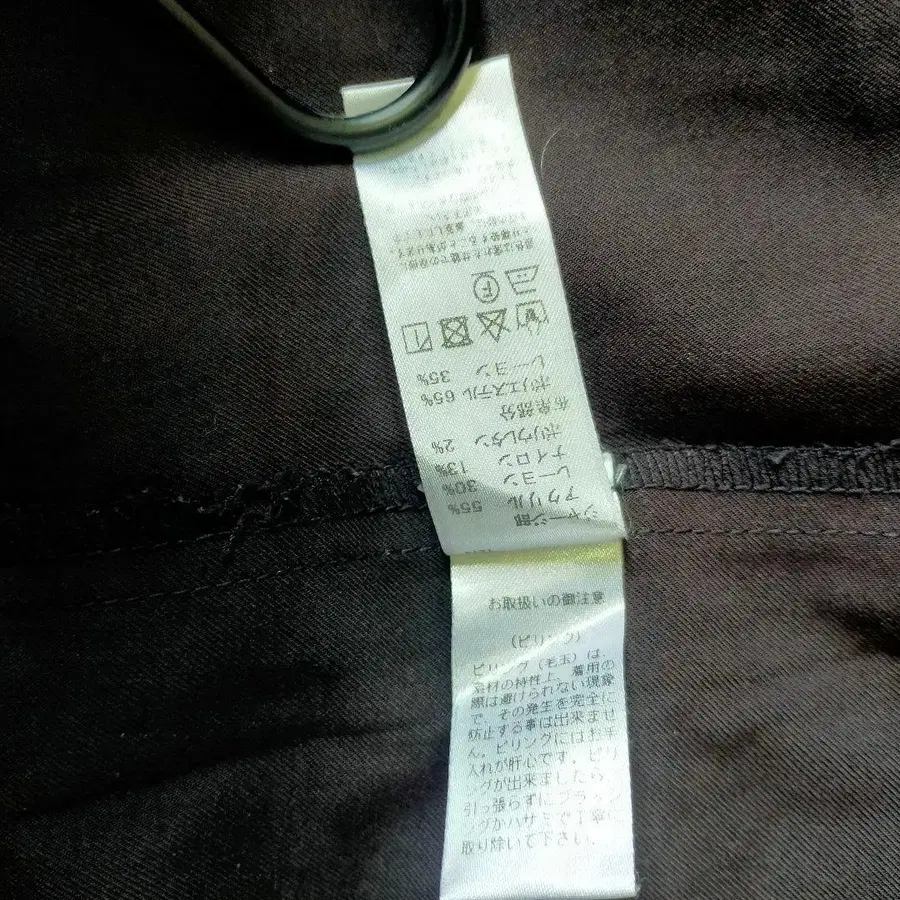 ジャージ部
アクリル 55%
レーヨン 30%
ナイロン 13%
ポリウレタン 2%
布帛部分
ポリエステル 65%
レーヨン 35%
F
お取扱いの御注意
(ピリング)
ピリング(毛玉)は、
素材の特性上、着用の
際は避けられない現象
で、その発生を完全に
防止する事は出来ませ
ん。ピリングにはお手
入れが肝心です。ピリ
ングが出来ましたら、
引っ張らずにブラッシ
ングかハサミで丁寧に
取り除いて下さい。